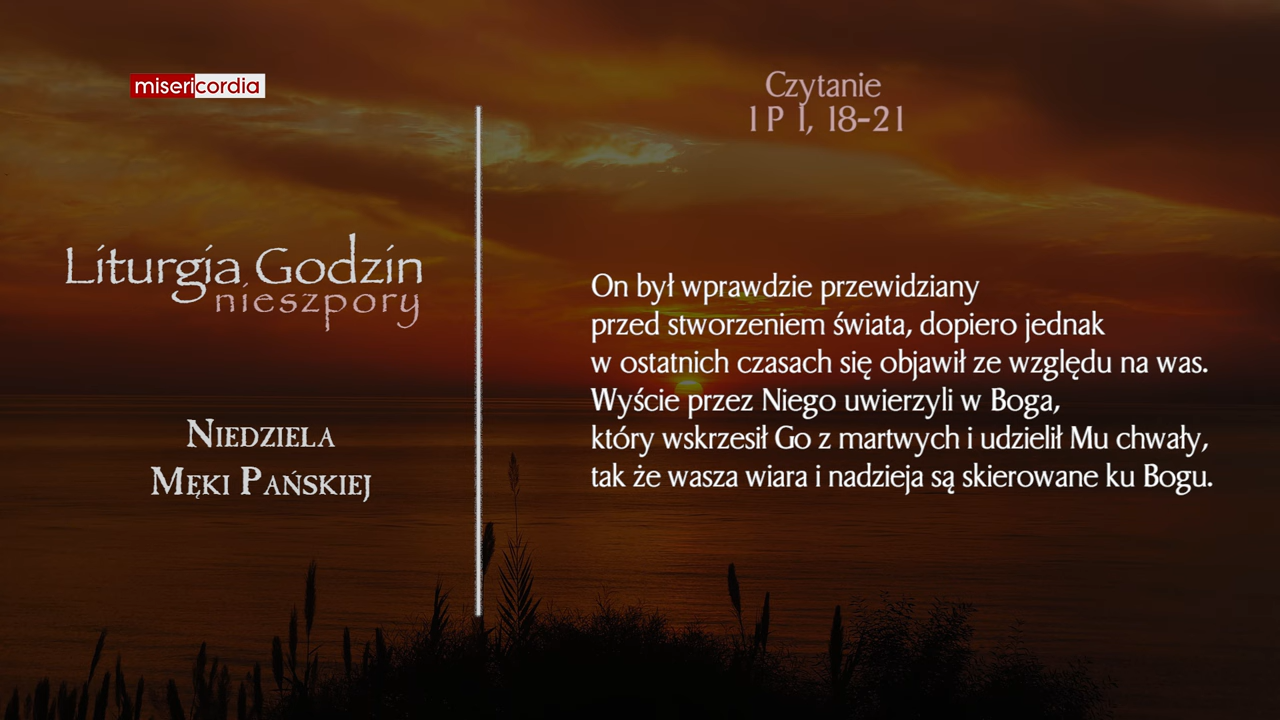 misericordia
Liturgia Godzin
nieszpory
Niedziela
Męki Pańskiej
Czytanie
1 P 1, 18-21
On był wprawdzie przewidziany
przed stworzeniem świata, dopiero jednak
w ostatnich czasach się objawił ze względu na was.
Wyście przez Niego uwierzyli w Boga,
który wskrzesił Go z martwych i udzielił Mu chwały,
tak że wasza wiara i nadzieja są skierowane ku Bogu.